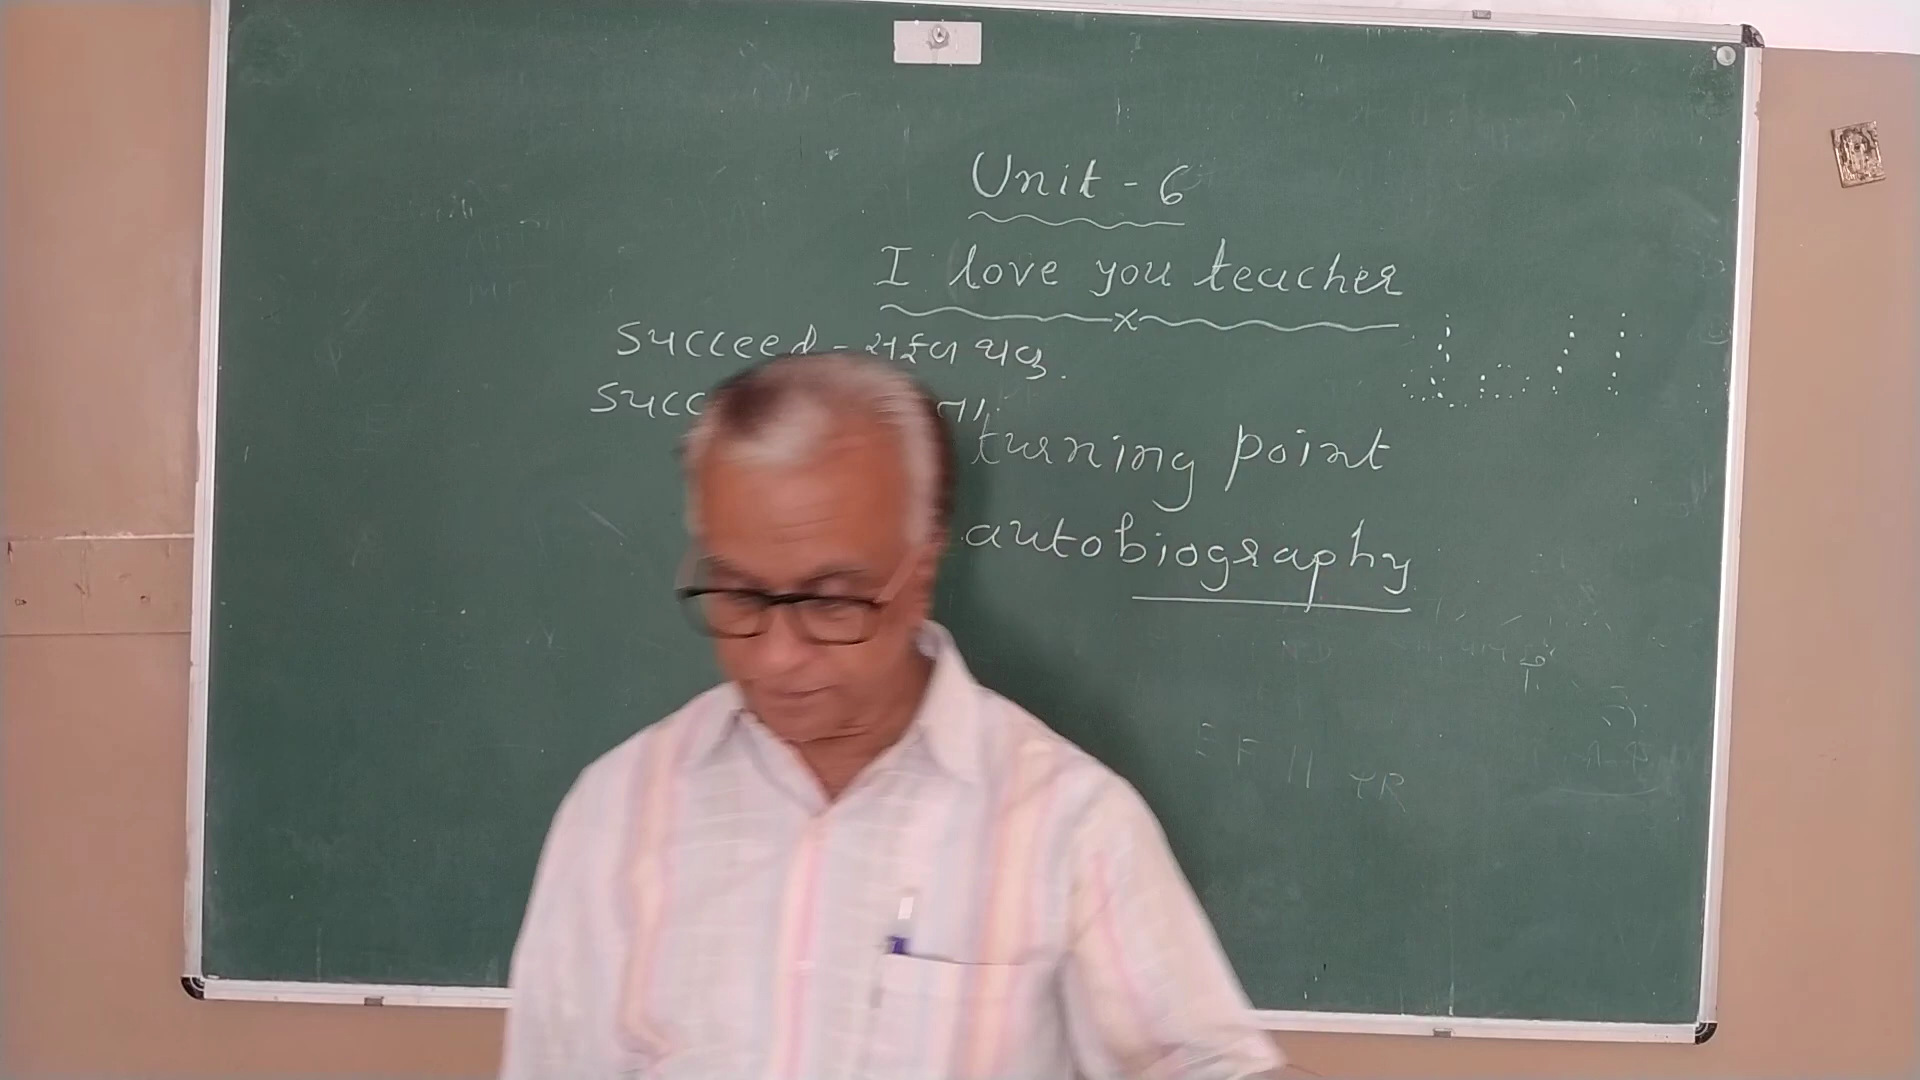 Unit - 6
I love you teacher
Succeed - સફળ થવું.
turning point
autobiography